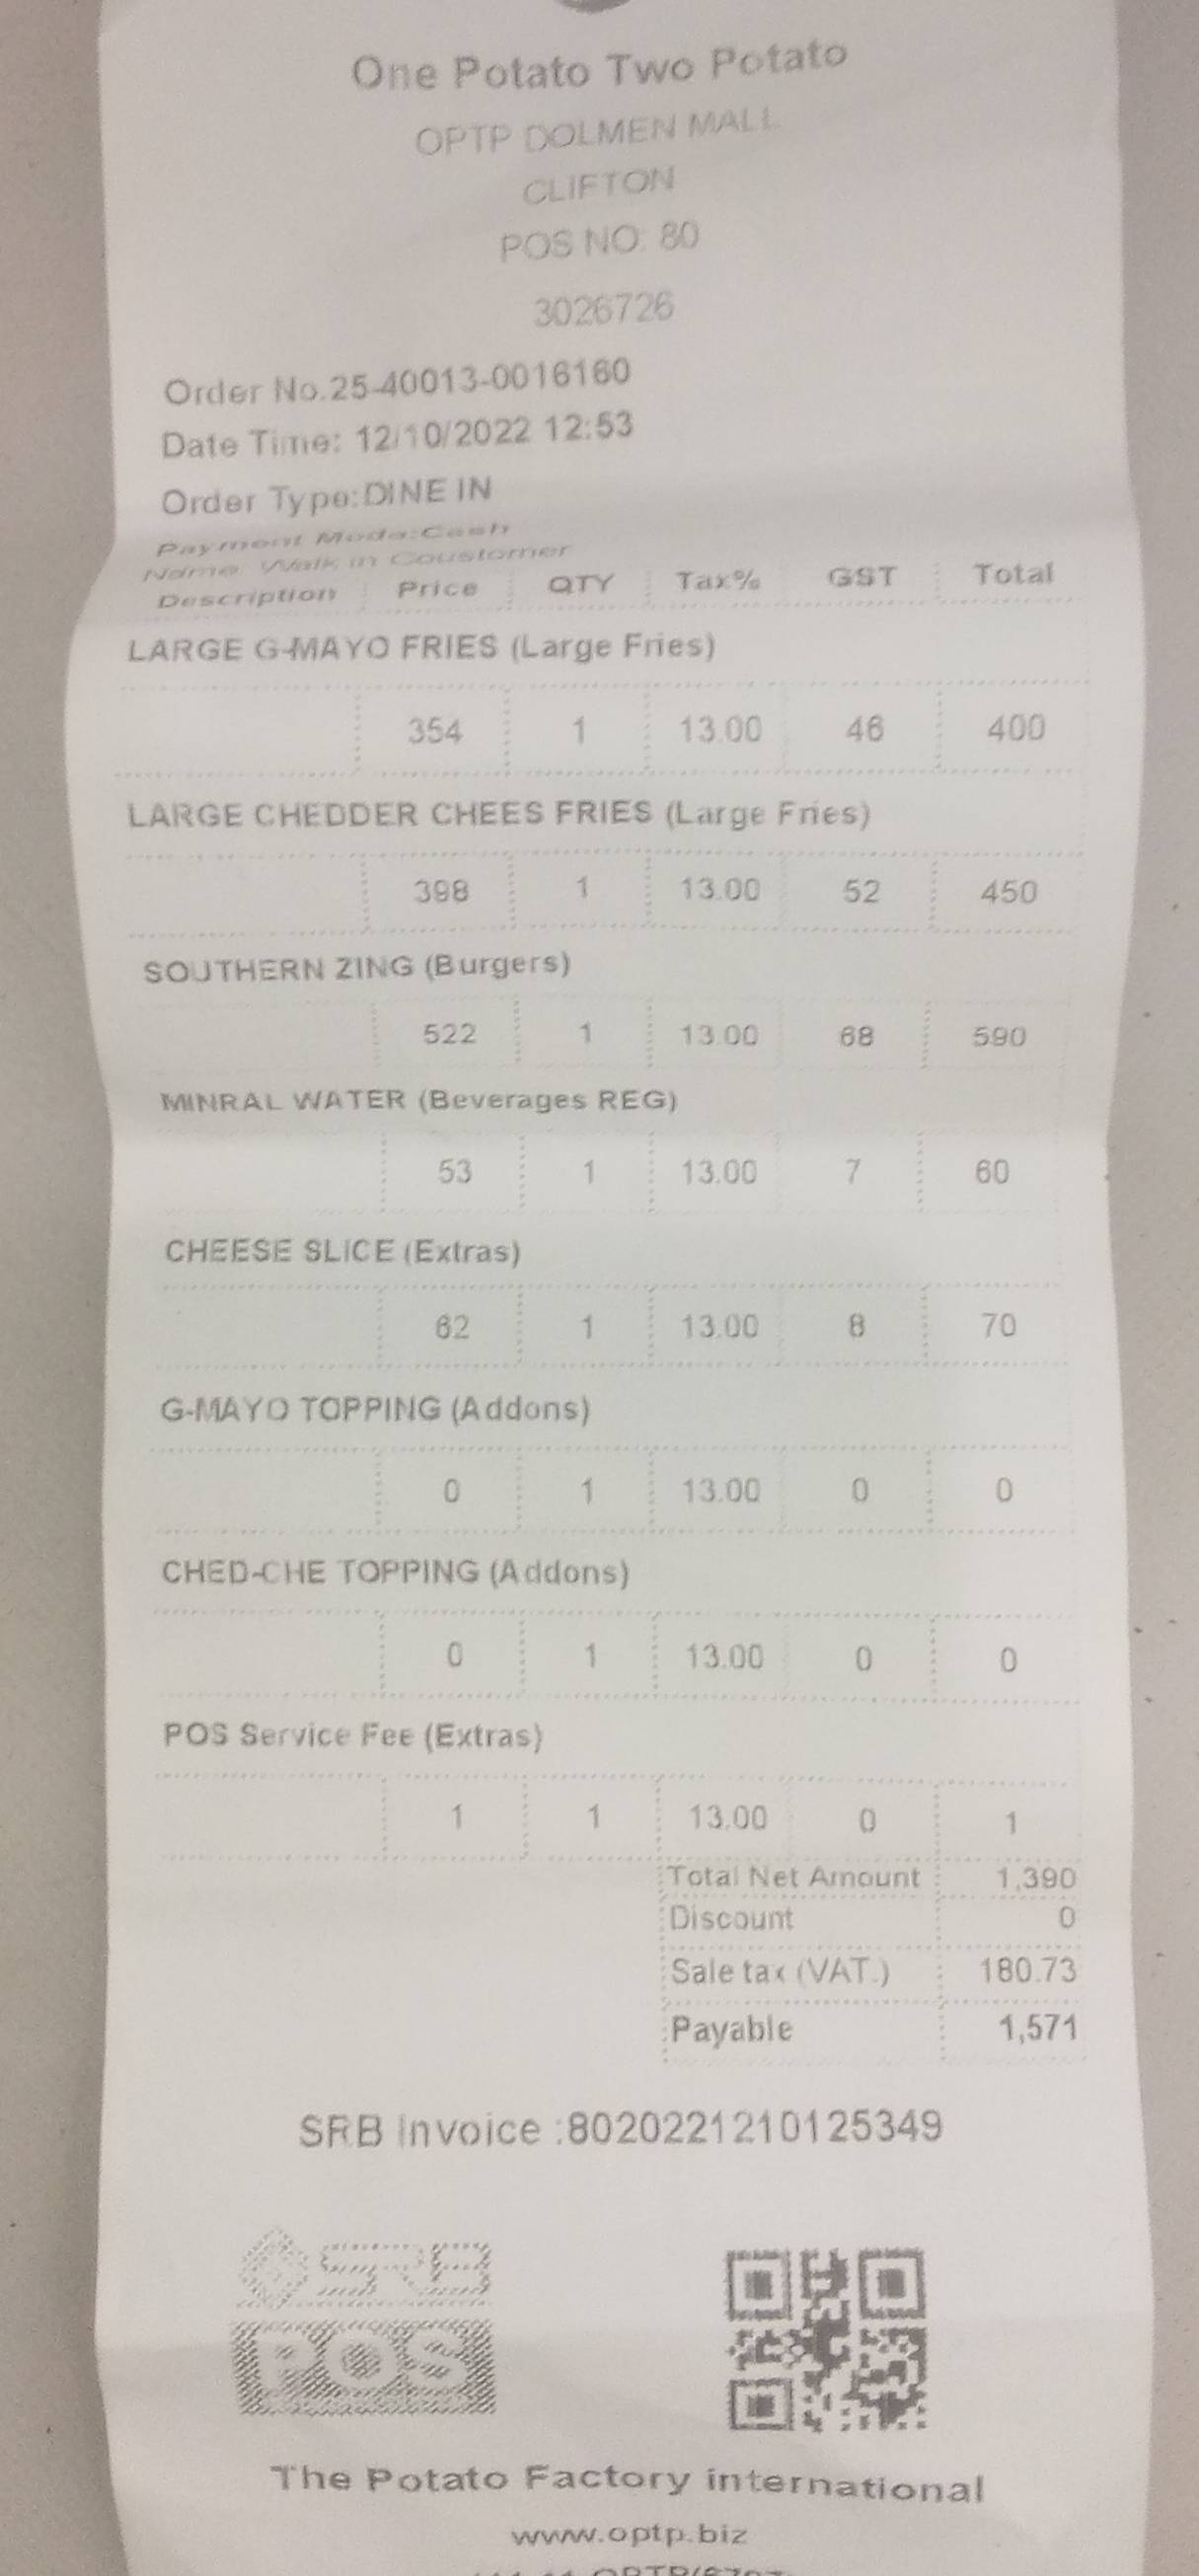 One Potato Two Potato
OPTP DOLMEN MALL
CLIFTON
POS NO: 80
3026726
Order No.25-40013-0016160
Date Time: 12/10/2022 12:53
Order Type:DINE IN
Payment Mode:Cash
Name: Walk in Coustomer
Description Price QTY Tax% GST Total
LARGE G-MAYO FRIES (Large Fries)
354 1 13.00 46 400
LARGE CHEDDER CHEES FRIES (Large Fries)
398 1 13.00 52 450
SOUTHERN ZING (Burgers)
522 1 13.00 68 590
MINRAL WATER (Beverages REG)
53 1 13.00 7 60
CHEESE SLICE (Extras)
62 1 13.00 8 70
G-MAYO TOPPING (Addons)
0 1 13.00 0 0
CHED-CHE TOPPING (Addons)
0 1 13.00 0 0
POS Service Fee (Extras)
1 1 13.00 0 1
Total Net Amount 1,390
Discount 0
Sale tax (VAT.) 180.73
Payable 1,571
SRB Invoice :8020221210125349
SRB
POS
The Potato Factory international
www.optp.biz